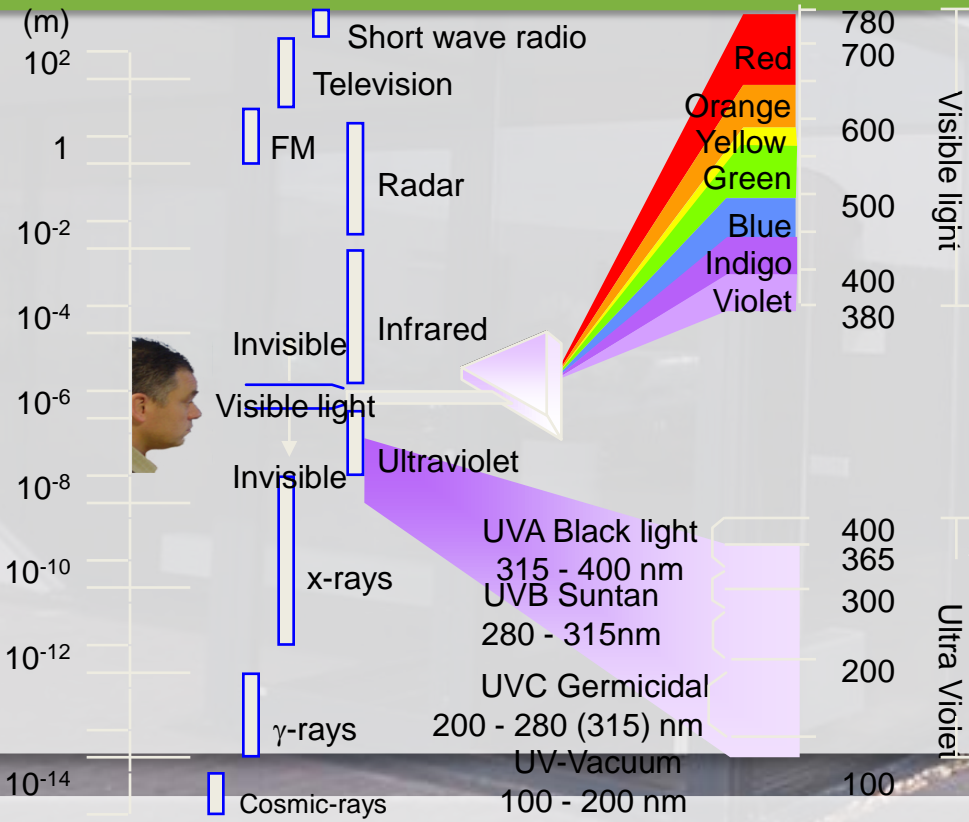 (m)
10²
1
10⁻²
10⁻⁴
10⁻⁶
10⁻⁸
10⁻¹⁰
10⁻¹²
10⁻¹⁴
Short wave radio
Television
FM
Radar
Infrared
Invisible
Visible light
Invisible
Ultraviolet
x-rays
γ-rays
Cosmic-rays
Red
Orange
Yellow
Green
Blue
Indigo
Violet
780
700
600
500
400
380
Visible light
UVA Black light
315 - 400 nm
UVB Suntan
280 - 315nm
UVC Germicidal
200 - 280 (315) nm
UV-Vacuum
100 - 200 nm
400
365
300
200
100
Ultra Violet